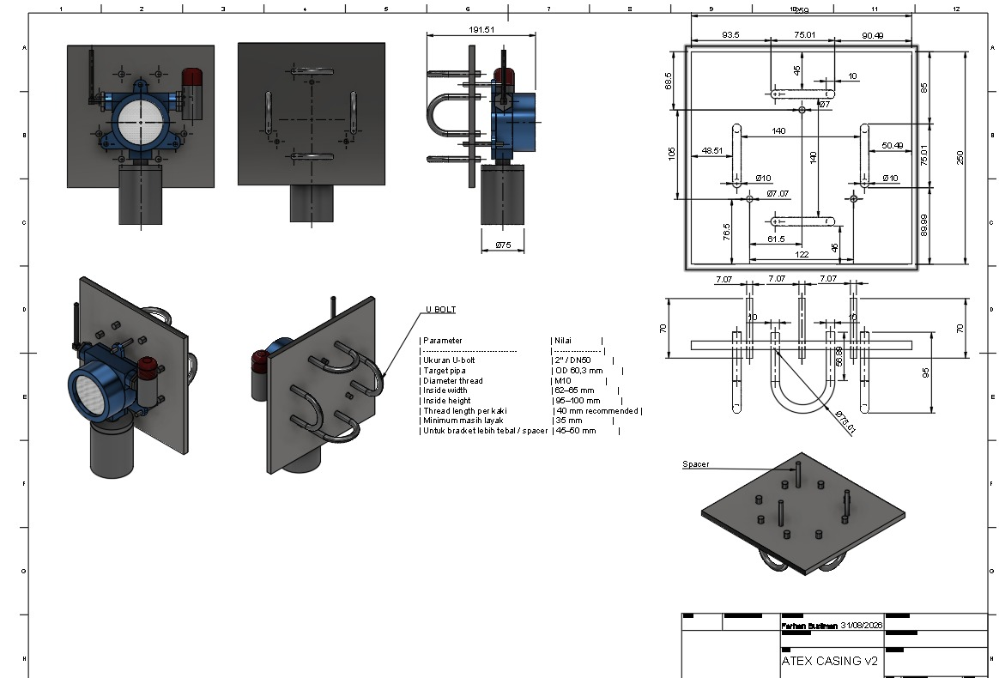 1 2 3 4 5 6 7 8 9 10 11 12
A
B
C
D
E
F
G
H
A
B
C
D
E
F
G
H
191.51
Ø75
259
93.5 75.01 90.49
68.5
45
10
85
Ø7
105
140
140
48.51
50.49
75.01
250
Ø10
Ø10
Ø7.07
76.5
61.5
45
89.99
122
7.07 7.07 7.07
70
10
10
70
56.89
95
Ø75.01
U BOLT
| Parameter | Nilai |
|---------------------------------- |----------------- |
| Ukuran U-bolt | 2" / DN50 |
| Target pipa | OD 60,3 mm |
| Diameter thread | M10 |
| Inside width | 62–65 mm |
| Inside height | 95–100 mm |
| Thread length per kaki | 40 mm recommended |
| Minimum masih layak | 35 mm |
| Untuk bracket lebih tebal / spacer | 45–50 mm |
Spacer
Farhan Budiman 31/08/2026
ATEX CASING v2